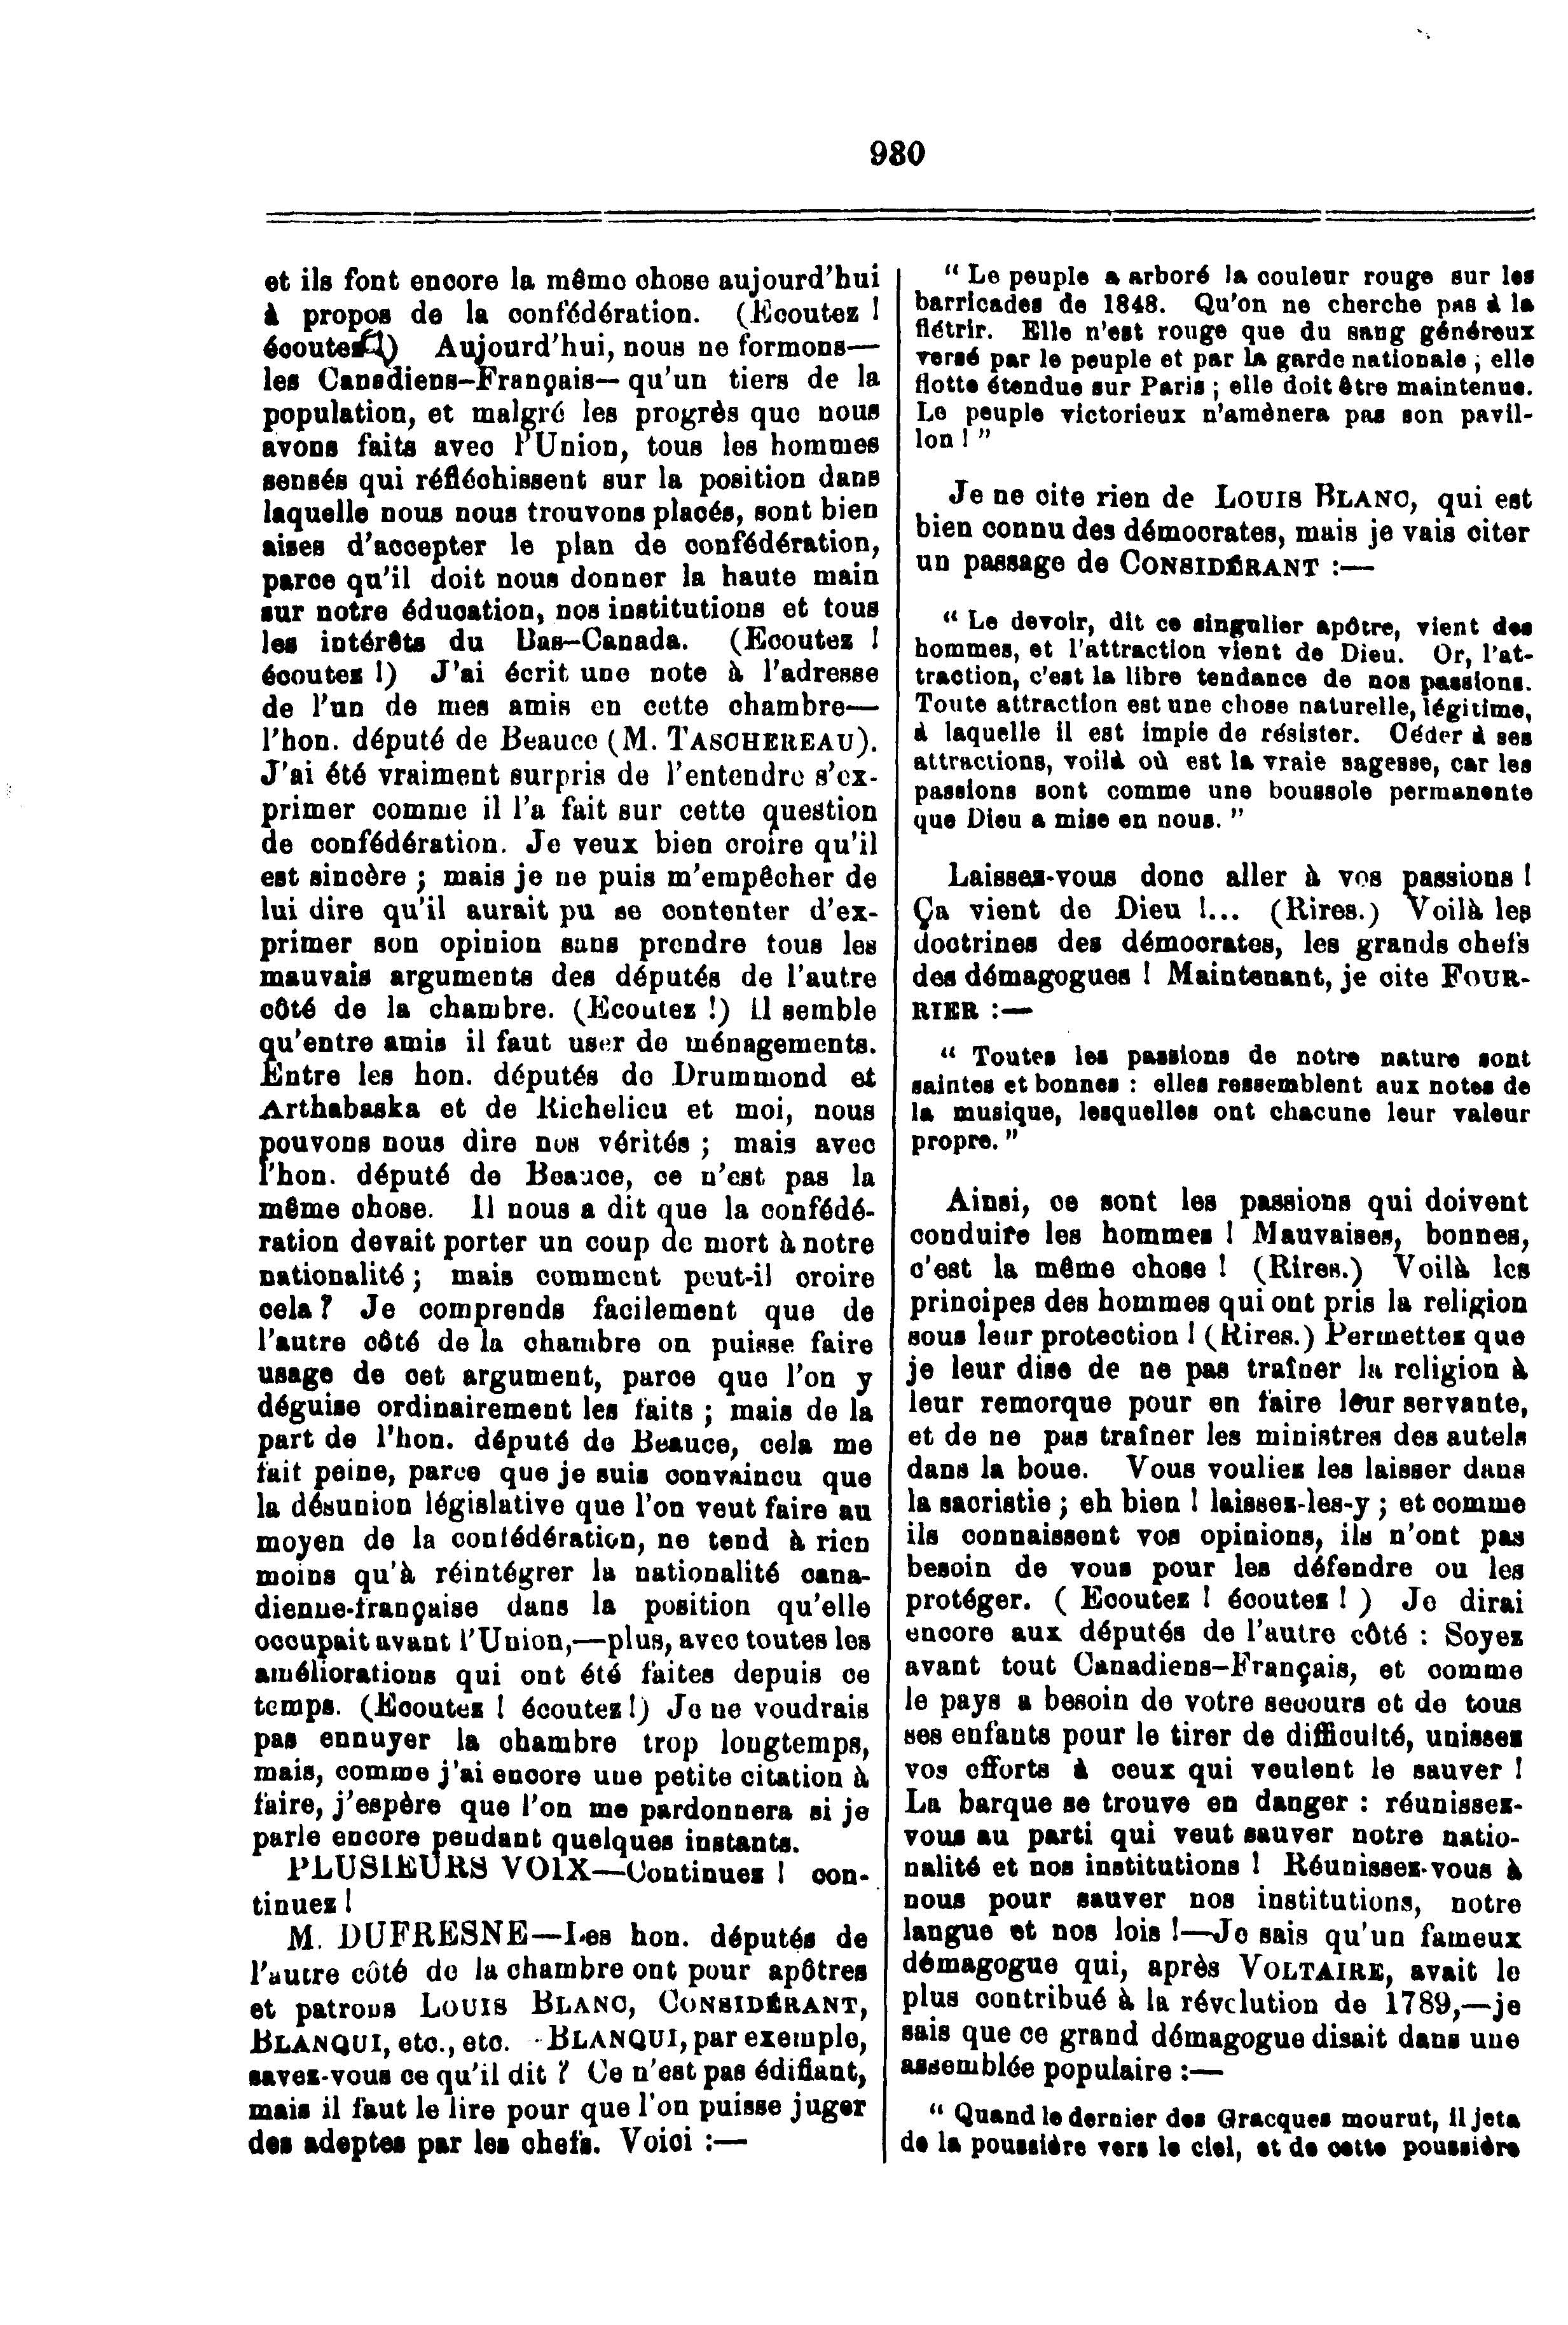 980
et ils font encore la même chose aujourd'hui
à propos de la confédération. (Ecoutez !
écoutez !) Aujourd'hui, nous ne formons—
les Canadiens-Français— qu'un tiers de la
population, et malgré les progrès que nous
avons faits avec l'Union, tous les hommes
sensés qui réfléchissent sur la position dans
laquelle nous nous trouvons placés, sont bien
aises d'accepter le plan de confédération,
parce qu'il doit nous donner la haute main
sur notre éducation, nos institutions et tous
les intérêts du Bas-Canada. (Ecoutez !
écoutez !) J'ai écrit une note à l'adresse
de l'un de mes amis en cette chambre—
l'hon. député de Beauce (M. TASCHEREAU).
J'ai été vraiment surpris de l'entendre s'ex-
primer comme il l'a fait sur cette question
de confédération. Je veux bien croire qu'il
est sincère ; mais je ne puis m'empêcher de
lui dire qu'il aurait pu se contenter d'ex-
primer son opinion sans prendre tous les
mauvais arguments des députés de l'autre
côté de la chambre. (Ecoutez !) Il semble
qu'entre amis il faut user de ménagements.
Entre les hon. députés de Drummond et
Arthabaska et de Richelieu et moi, nous
pouvons nous dire nos vérités ; mais avec
l'hon. député de Beauce, ce n'est pas la
même chose. Il nous a dit que la confédé-
ration devait porter un coup de mort à notre
nationalité ; mais comment peut-il croire
cela ? Je comprends facilement que de
l'autre côté de la chambre on puisse faire
usage de cet argument, parce que l'on y
déguise ordinairement les faits ; mais de la
part de l'hon. député de Beauce, cela me
fait peine, parce que je suis convaincu que
la désunion législative que l'on veut faire au
moyen de la confédération, ne tend à rien
moins qu'à réintégrer la nationalité cana-
dienne-française dans la position qu'elle
occupait avant l'Union,—plus, avec toutes les
améliorations qui ont été faites depuis ce
temps. (Ecoutez ! écoutez !) Je ne voudrais
pas ennuyer la chambre trop longtemps,
mais, comme j'ai encore une petite citation à
faire, j'espère que l'on me pardonnera si je
parle encore pendant quelques instants.
PLUSIEURS VOIX—Continuez ! con-
tinuez !
M. DUFRESNE—Les hon. députés de
l'autre côté de la chambre ont pour apôtres
et patrons LOUIS BLANC, CONSIDÉRANT,
BLANQUI, etc., etc. BLANQUI, par exemple,
savez-vous ce qu'il dit ? Ce n'est pas édifiant,
mais il faut le lire pour que l'on puisse juger
des adeptes par les chefs. Voici :—
" Le peuple a arboré la couleur rouge sur les
barricades de 1848. Qu'on ne cherche pas à la
flétrir. Elle n'est rouge que du sang généreux
versé par le peuple et par la garde nationale ; elle
flotte étendue sur Paris ; elle doit être maintenue.
Le peuple victorieux n'amènera pas son pavil-
lon ! "
Je ne cite rien de LOUIS BLANC, qui est
bien connu des démocrates, mais je vais citer
un passage de CONSIDÉRANT :—
" Le devoir, dit ce singulier apôtre, vient des
hommes, et l'attraction vient de Dieu. Or, l'at-
traction, c'est la libre tendance de nos passions.
Toute attraction est une chose naturelle, légitime,
à laquelle il est impie de résister. Céder à ses
attractions, voilà où est la vraie sagesse, car les
passions sont comme une boussole permanente
que Dieu a mise en nous. "
Laissez-vous donc aller à vos passions !
Ça vient de Dieu !... (Rires.) Voilà les
doctrines des démocrates, les grands chefs
des démagogues ! Maintenant, je cite FOUR-
RIER :—
" Toutes les passions de notre nature sont
saintes et bonnes : elles ressemblent aux notes de
la musique, lesquelles ont chacune leur valeur
propre. "
Ainsi, ce sont les passions qui doivent
conduire les hommes ! Mauvaises, bonnes,
c'est la même chose ! (Rires.) Voilà les
principes des hommes qui ont pris la religion
sous leur protection ! (Rires.) Permettez que
je leur dise de ne pas traîner la religion à
leur remorque pour en faire leur servante,
et de ne pas traîner les ministres des autels
dans la boue. Vous vouliez les laisser dans
la sacristie ; eh bien ! laissez-les-y ; et comme
ils connaissent vos opinions, ils n'ont pas
besoin de vous pour les défendre ou les
protéger. ( Ecoutez ! écoutez ! ) Je dirai
encore aux députés de l'autre côté : Soyez
avant tout Canadiens-Français, et comme
le pays a besoin de votre secours et de tous
ses enfants pour le tirer de difficulté, unissez
vos efforts à ceux qui veulent le sauver !
La barque se trouve en danger : réunissez-
vous au parti qui veut sauver notre natio-
nalité et nos institutions ! Réunissez-vous à
nous pour sauver nos institutions, notre
langue et nos lois !—Je sais qu'un fameux
démagogue qui, après VOLTAIRE, avait le
plus contribué à la révolution de 1789,—je
sais que ce grand démagogue disait dans une
assemblée populaire :—
" Quand le dernier des Gracques mourut, il jeta
de la poussière vers le ciel, et de cette poussière